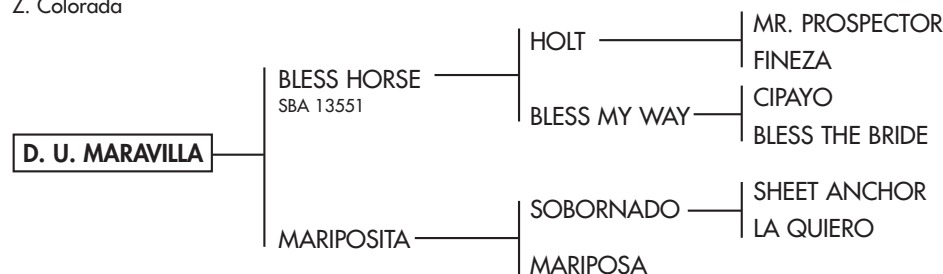 Z. Colorada
MR. PROSPECTOR
HOLT
FINEZA
BLESS HORSE
SBA 13551
CIPAYO
BLESS MY WAY
BLESS THE BRIDE
D. U. MARAVILLA
SHEET ANCHOR
SOBORNADO
LA QUIERO
MARIPOSITA
MARIPOSA